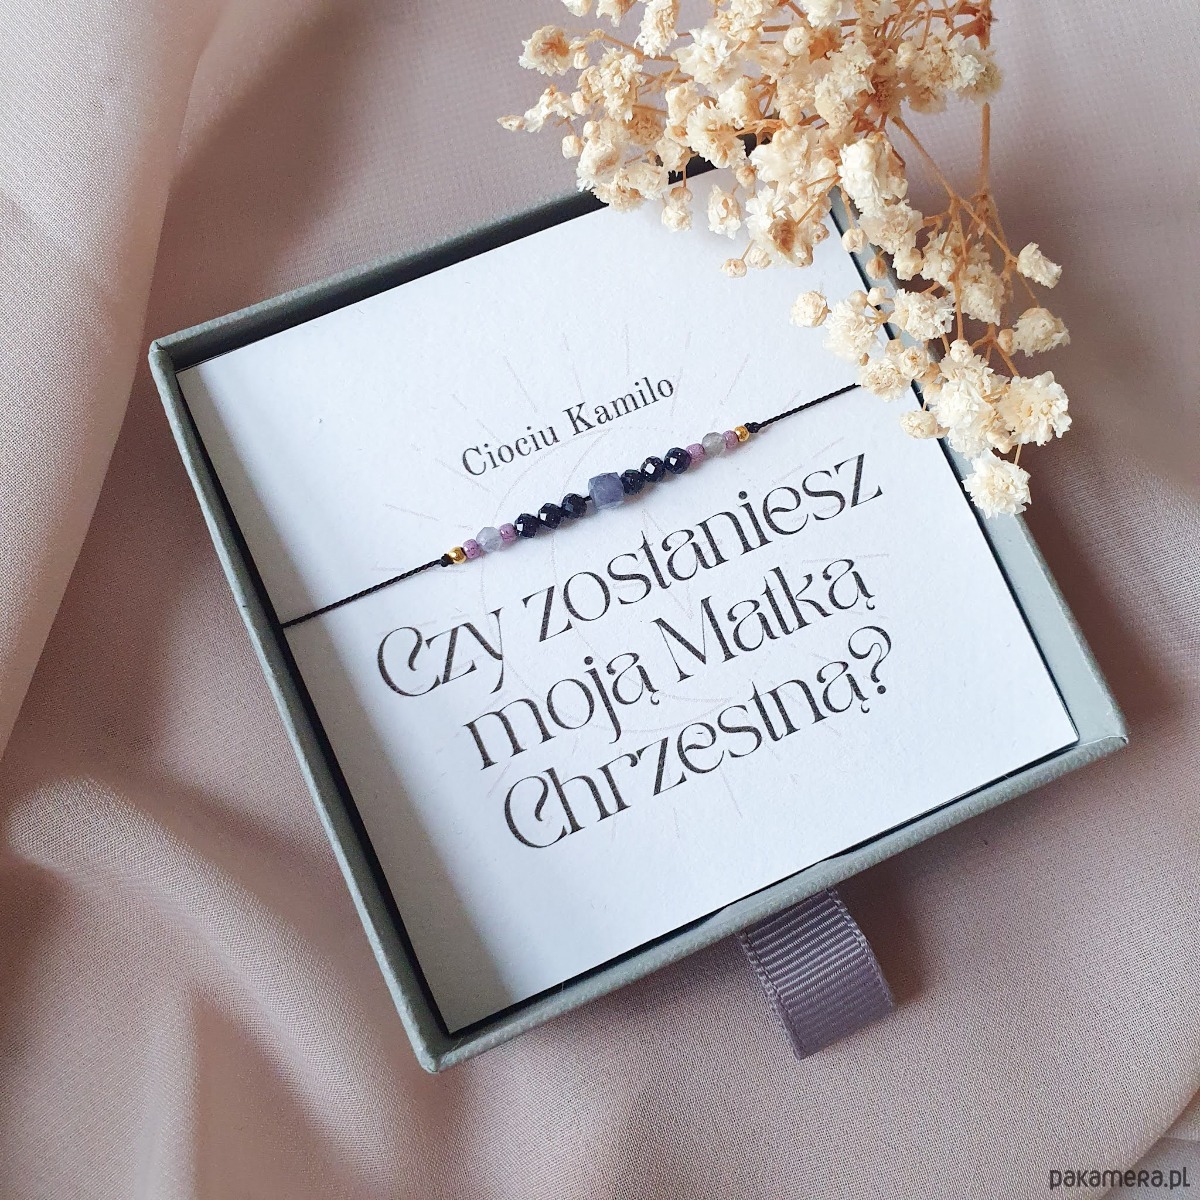 Ciociu Kamilo
Czy zostaniesz
moją Matką
Chrzestną?
pakamera.pl